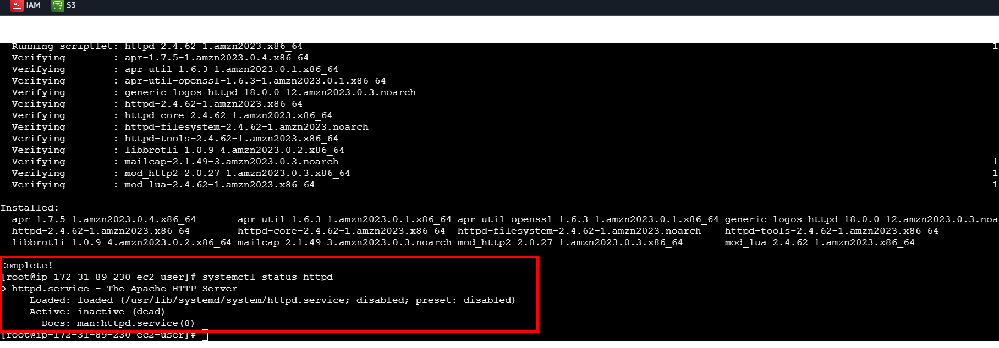 IAM S3
Running scriptlet: httpd-2.4.62-1.amzn2023.x86_64 1
Verifying : apr-1.7.5-1.amzn2023.0.4.x86_64
Verifying : apr-util-1.6.3-1.amzn2023.0.1.x86_64
Verifying : apr-util-openssl-1.6.3-1.amzn2023.0.1.x86_64
Verifying : generic-logos-httpd-18.0.0-12.amzn2023.0.3.noarch
Verifying : httpd-2.4.62-1.amzn2023.x86_64
Verifying : httpd-core-2.4.62-1.amzn2023.x86_64
Verifying : httpd-filesystem-2.4.62-1.amzn2023.noarch
Verifying : httpd-tools-2.4.62-1.amzn2023.x86_64
Verifying : libbrotli-1.0.9-4.amzn2023.0.2.x86_64
Verifying : mailcap-2.1.49-3.amzn2023.0.3.noarch 1
Verifying : mod_http2-2.0.27-1.amzn2023.0.3.x86_64 1
Verifying : mod_lua-2.4.62-1.amzn2023.x86_64 1
Installed:
apr-1.7.5-1.amzn2023.0.4.x86_64 apr-util-1.6.3-1.amzn2023.0.1.x86_64 apr-util-openssl-1.6.3-1.amzn2023.0.1.x86_64 generic-logos-httpd-18.0.0-12.amzn2023.0.3.noa
httpd-2.4.62-1.amzn2023.x86_64 httpd-core-2.4.62-1.amzn2023.x86_64 httpd-filesystem-2.4.62-1.amzn2023.noarch httpd-tools-2.4.62-1.amzn2023.x86_64
libbrotli-1.0.9-4.amzn2023.0.2.x86_64 mailcap-2.1.49-3.amzn2023.0.3.noarch mod_http2-2.0.27-1.amzn2023.0.3.x86_64 mod_lua-2.4.62-1.amzn2023.x86_64
Complete!
[root@ip-172-31-89-230 ec2-user]# systemctl status httpd
○ httpd.service - The Apache HTTP Server
Loaded: loaded (/usr/lib/systemd/system/httpd.service; disabled; preset: disabled)
Active: inactive (dead)
Docs: man:httpd.service(8)
[root@ip-172-31-89-230 ec2-user]#